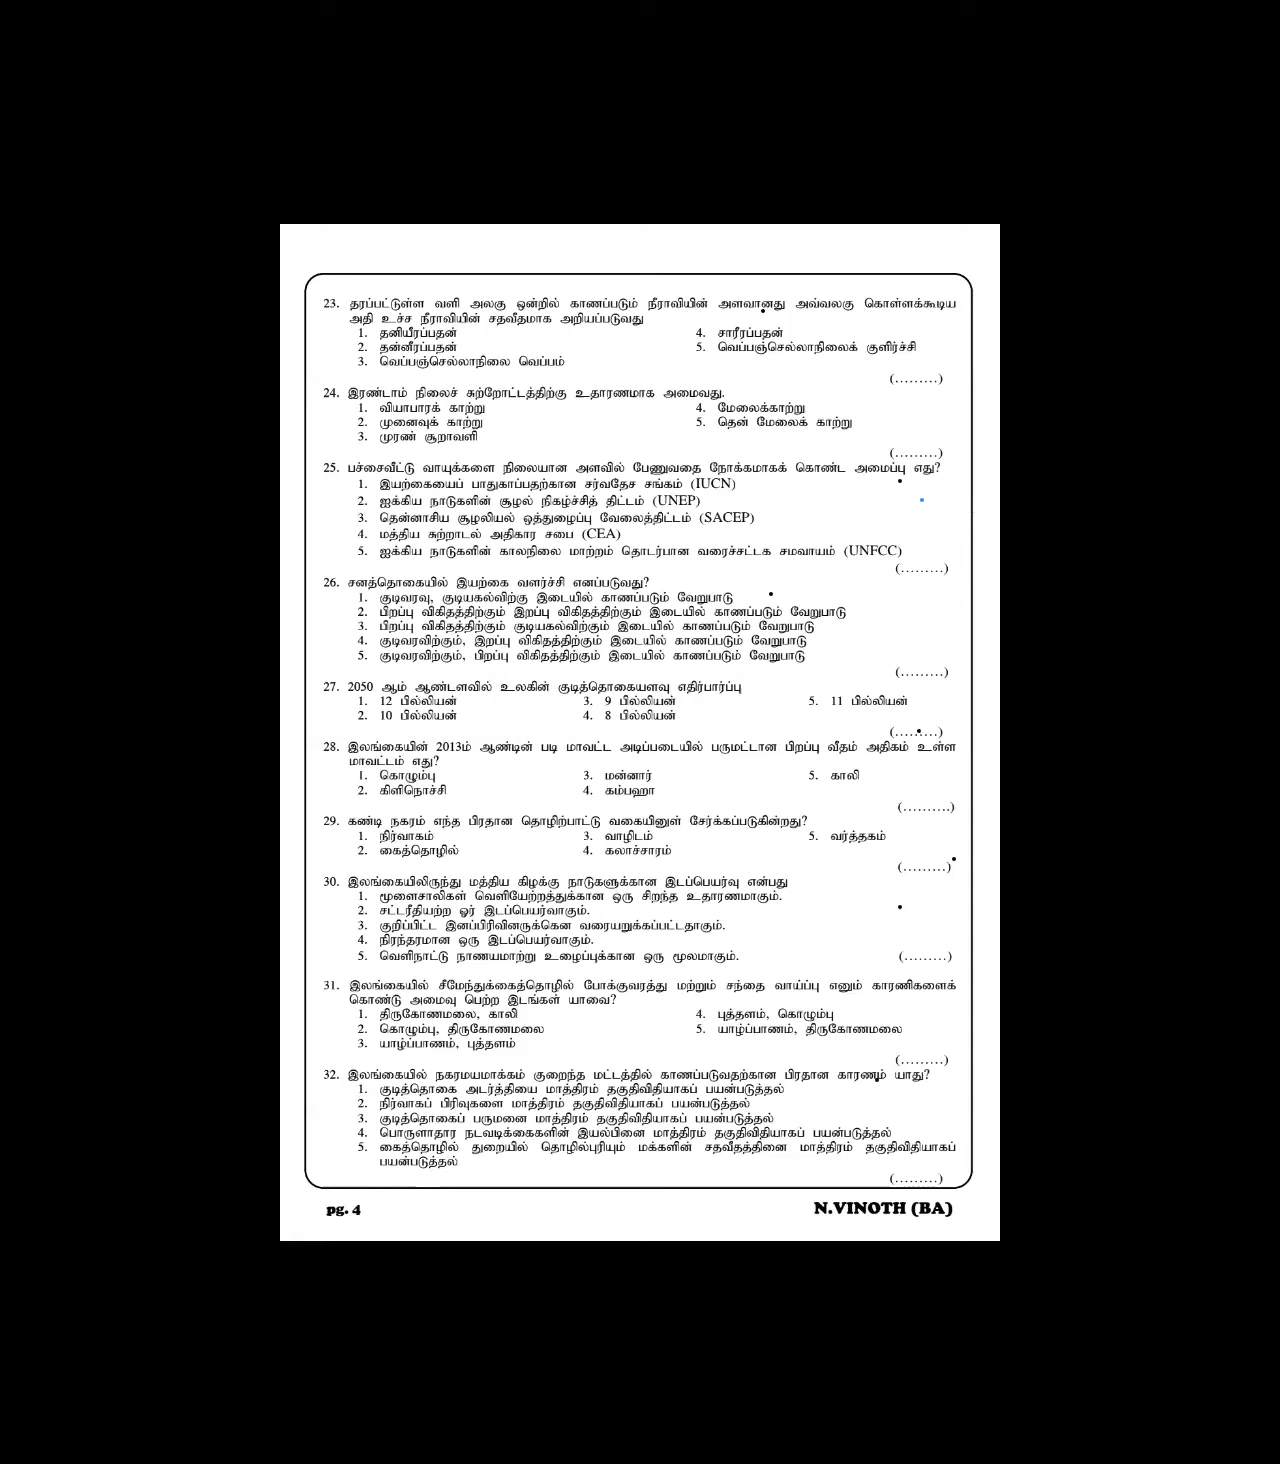 23. தரப்பட்டுள்ள வளி அலகு ஒன்றில் காணப்படும் நீராவியின் அளவானது அவ்வலகு கொள்ளக்கூடிய
அதி உச்ச நீராவியின் சதவீதமாக அறியப்படுவது
1. தனியீரப்பதன் 4. சாரீரப்பதன்
2. தன்னீரப்பதன் 5. வெப்பஞ்செல்லாநிலைக் குளிர்ச்சி
3. வெப்பஞ்செல்லாநிலை வெப்பம்
(.........)
24. இரண்டாம் நிலைச் சுற்றோட்டத்திற்கு உதாரணமாக அமைவது.
1. வியாபாரக் காற்று 4. மேலைக்காற்று
2. முனைவுக் காற்று 5. தென் மேலைக் காற்று
3. முரண் சூறாவளி
(.........)
25. பச்சைவீட்டு வாயுக்களை நிலையான அளவில் பேணுவதை நோக்கமாகக் கொண்ட அமைப்பு எது?
1. இயற்கையைப் பாதுகாப்பதற்கான சர்வதேச சங்கம் (IUCN)
2. ஐக்கிய நாடுகளின் சூழல் நிகழ்ச்சித் திட்டம் (UNEP)
3. தென்னாசிய சூழலியல் ஒத்துழைப்பு வேலைத்திட்டம் (SACEP)
4. மத்திய சுற்றாடல் அதிகார சபை (CEA)
5. ஐக்கிய நாடுகளின் காலநிலை மாற்றம் தொடர்பான வரைச்சட்டக சமவாயம் (UNFCC)
(.........)
26. சனத்தொகையில் இயற்கை வளர்ச்சி எனப்படுவது?
1. குடிவரவு, குடியகல்விற்கு இடையில் காணப்படும் வேறுபாடு
2. பிறப்பு விகிதத்திற்கும் இறப்பு விகிதத்திற்கும் இடையில் காணப்படும் வேறுபாடு
3. பிறப்பு விகிதத்திற்கும் குடியகல்விற்கும் இடையில் காணப்படும் வேறுபாடு
4. குடிவரவிற்கும், இறப்பு விகிதத்திற்கும் இடையில் காணப்படும் வேறுபாடு
5. குடிவரவிற்கும், பிறப்பு விகிதத்திற்கும் இடையில் காணப்படும் வேறுபாடு
(.........)
27. 2050 ஆம் ஆண்டளவில் உலகின் குடித்தொகையளவு எதிர்பார்ப்பு
1. 12 பில்லியன் 3. 9 பில்லியன் 5. 11 பில்லியன்
2. 10 பில்லியன் 4. 8 பில்லியன்
(.........)
28. இலங்கையின் 2013ம் ஆண்டின் படி மாவட்ட அடிப்படையில் பருமட்டான பிறப்பு வீதம் அதிகம் உள்ள
மாவட்டம் எது?
1. கொழும்பு 3. மன்னார் 5. காலி
2. கிளிநொச்சி 4. கம்பஹா
(..........)
29. கண்டி நகரம் எந்த பிரதான தொழிற்பாட்டு வகையினுள் சேர்க்கப்படுகின்றது?
1. நிர்வாகம் 3. வாழிடம் 5. வர்த்தகம்
2. கைத்தொழில் 4. கலாச்சாரம்
(.........)
30. இலங்கையிலிருந்து மத்திய கிழக்கு நாடுகளுக்கான இடப்பெயர்வு என்பது
1. மூளைசாலிகள் வெளியேற்றத்துக்கான ஒரு சிறந்த உதாரணமாகும்.
2. சட்டரீதியற்ற ஓர் இடப்பெயர்வாகும்.
3. குறிப்பிட்ட இனப்பிரிவினருக்கென வரையறுக்கப்பட்டதாகும்.
4. நிரந்தரமான ஒரு இடப்பெயர்வாகும்.
5. வெளிநாட்டு நாணயமாற்று உழைப்புக்கான ஒரு மூலமாகும். (.........)
31. இலங்கையில் சீமேந்துக்கைத்தொழில் போக்குவரத்து மற்றும் சந்தை வாய்ப்பு எனும் காரணிகளைக்
கொண்டு அமைவு பெற்ற இடங்கள் யாவை?
1. திருகோணமலை, காலி 4. புத்தளம், கொழும்பு
2. கொழும்பு, திருகோணமலை 5. யாழ்ப்பாணம், திருகோணமலை
3. யாழ்ப்பாணம், புத்தளம்
(.........)
32. இலங்கையில் நகரமயமாக்கம் குறைந்த மட்டத்தில் காணப்படுவதற்கான பிரதான காரணம் யாது?
1. குடித்தொகை அடர்த்தியை மாத்திரம் தகுதிவிதியாகப் பயன்படுத்தல்
2. நிர்வாகப் பிரிவுகளை மாத்திரம் தகுதிவிதியாகப் பயன்படுத்தல்
3. குடித்தொகைப் பருமனை மாத்திரம் தகுதிவிதியாகப் பயன்படுத்தல்
4. பொருளாதார நடவடிக்கைகளின் இயல்பினை மாத்திரம் தகுதிவிதியாகப் பயன்படுத்தல்
5. கைத்தொழில் துறையில் தொழில்புரியும் மக்களின் சதவீதத்தினை மாத்திரம் தகுதிவிதியாகப்
பயன்படுத்தல்
(.........)
pg. 4 N.VINOTH (BA)